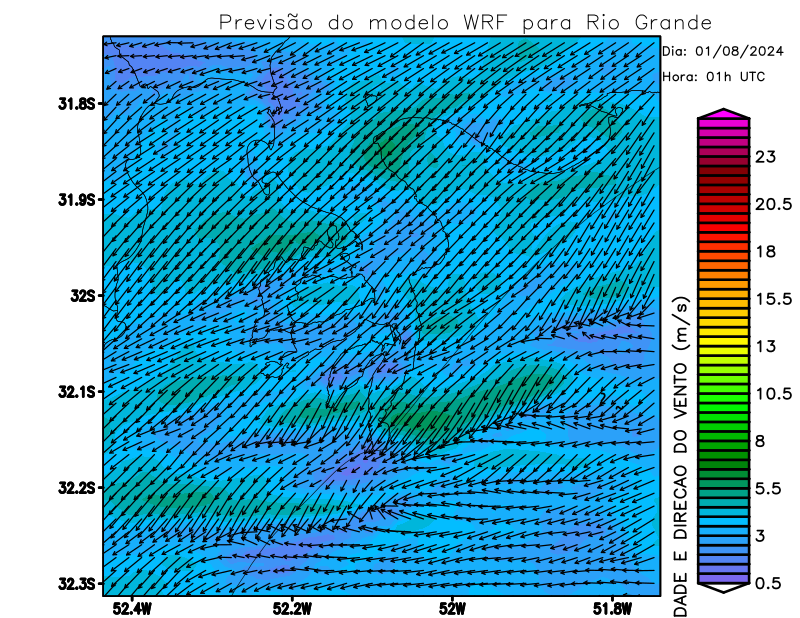 Previsão do modelo WRF para Rio Grande
Dia: 01/08/2024
Hora: 01h UTC
31.8S
31.9S
32S
32.1S
32.2S
32.3S
52.4W
52.2W
52W
51.8W
23
20.5
18
15.5
13
10.5
8
5.5
3
0.5
DADE E DIRECAO DO VENTO (m/s)